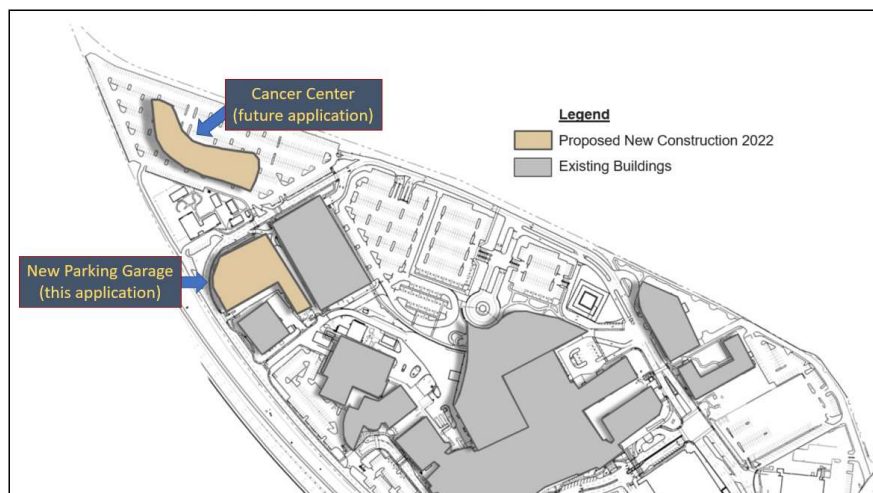 Cancer Center
(future application)
Legend
Proposed New Construction 2022
Existing Buildings
New Parking Garage
(this application)